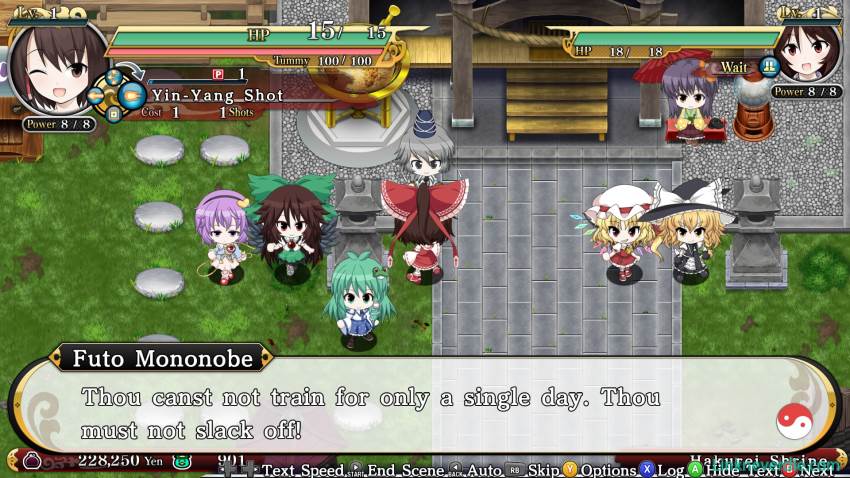 Lv. 1
HP 15/ 15
Tummy 100/ 100
P 1
Yin-Yang Shot
Cost 1 1 Shots
Power 8 / 8
Lv. 1
HP 18/ 18
Wait
Power 8 / 8
Futo Mononobe
Thou canst not train for only a single day. Thou
must not slack off!
228,250 Yen 901
Hakurei Shrine
Text Speed START End Scene BACK Auto RB Skip Y Options X Log A Hide Text Next